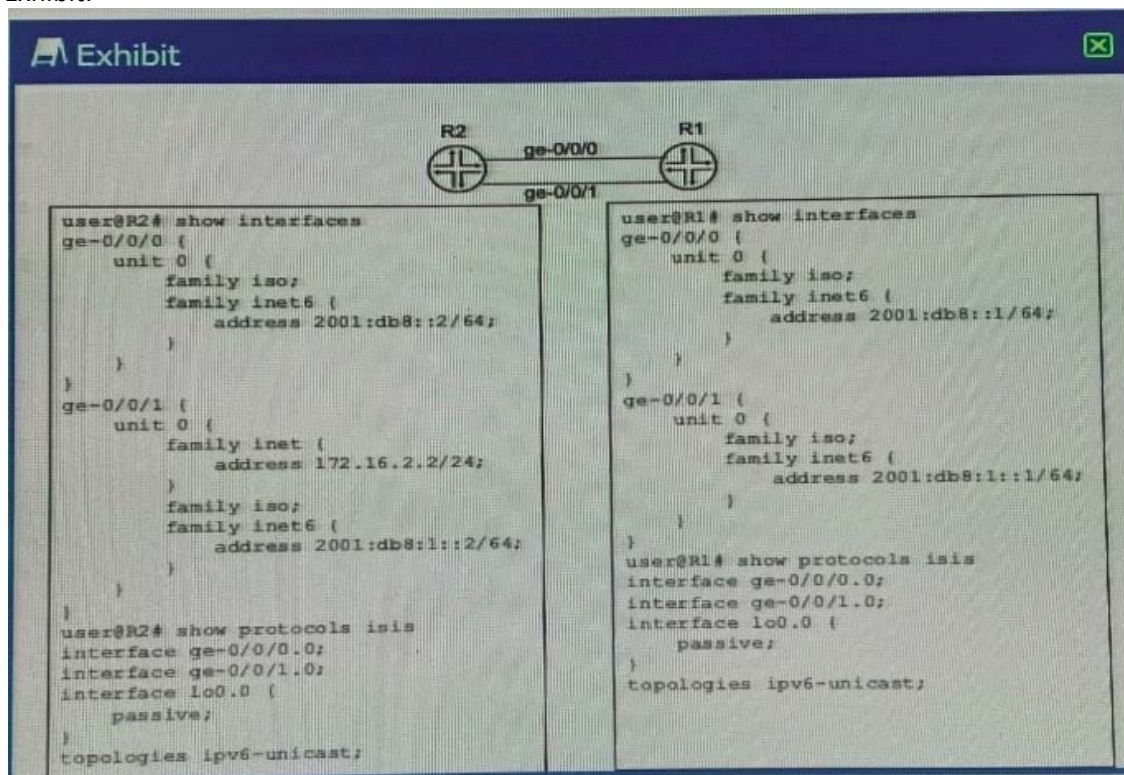 Exhibit
R2
R1
ge-0/0/0
ge-0/0/1
user@R2# show interfaces
ge-0/0/0 {
unit 0 {
family iso;
family inet6 {
address 2001:db8::2/64;
}
}
}
ge-0/0/1 {
unit 0 {
family inet {
address 172.16.2.2/24;
}
family iso;
family inet6 {
address 2001:db8:1::2/64;
}
}
}
user@R2# show protocols isis
interface ge-0/0/0.0;
interface ge-0/0/1.0;
interface lo0.0 {
passive;
}
topologies ipv6-unicast;
user@R1# show interfaces
ge-0/0/0 {
unit 0 {
family iso;
family inet6 {
address 2001:db8::1/64;
}
}
}
ge-0/0/1 {
unit 0 {
family iso;
family inet6 {
address 2001:db8:1::1/64;
}
}
}
user@R1# show protocols isis
interface ge-0/0/0.0;
interface ge-0/0/1.0;
interface lo0.0 {
passive;
}
topologies ipv6-unicast;